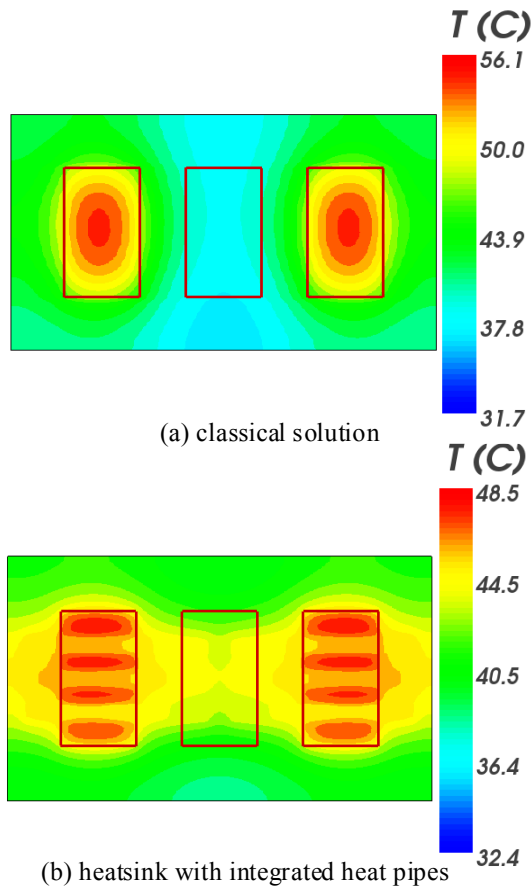 T (C)
56.1
50.0
43.9
37.8
31.7
(a) classical solution
T (C)
48.5
44.5
40.5
36.4
32.4
(b) heatsink with integrated heat pipes